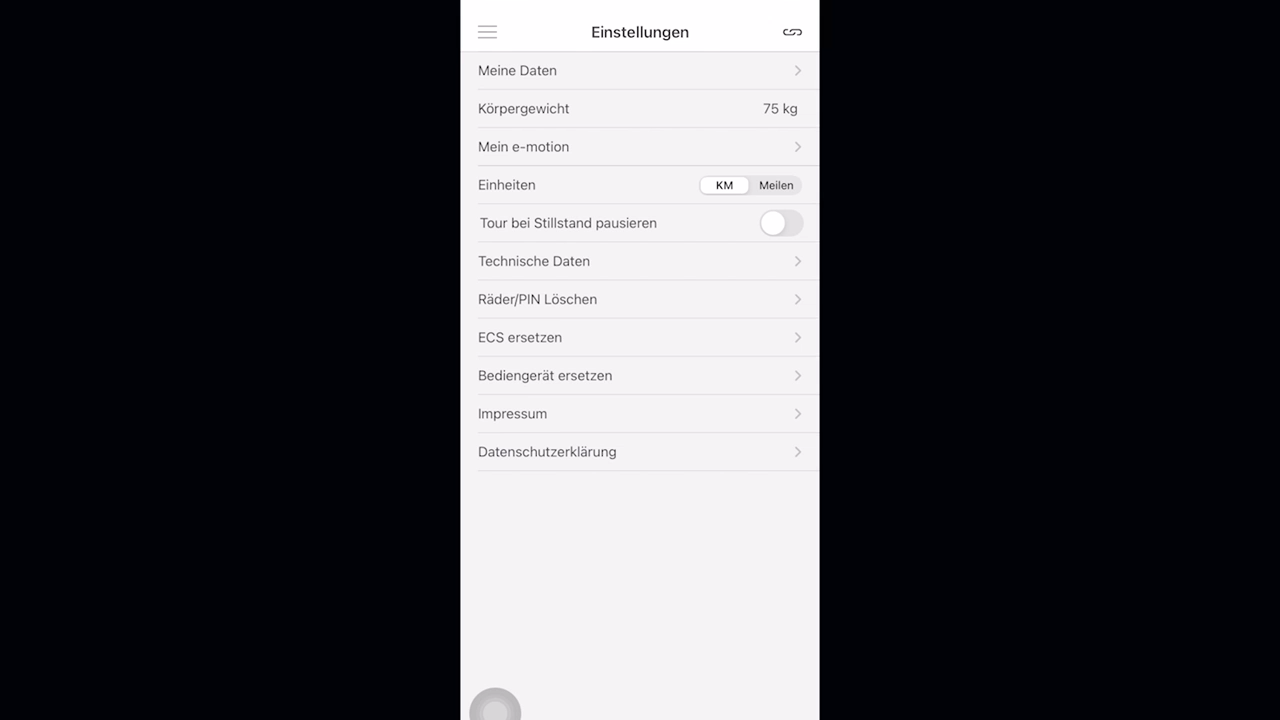 Einstellungen
Meine Daten
Körpergewicht 75 kg
Mein e-motion
Einheiten KM Meilen
Tour bei Stillstand pausieren
Technische Daten
Räder/PIN Löschen
ECS ersetzen
Bediengerät ersetzen
Impressum
Datenschutzerklärung